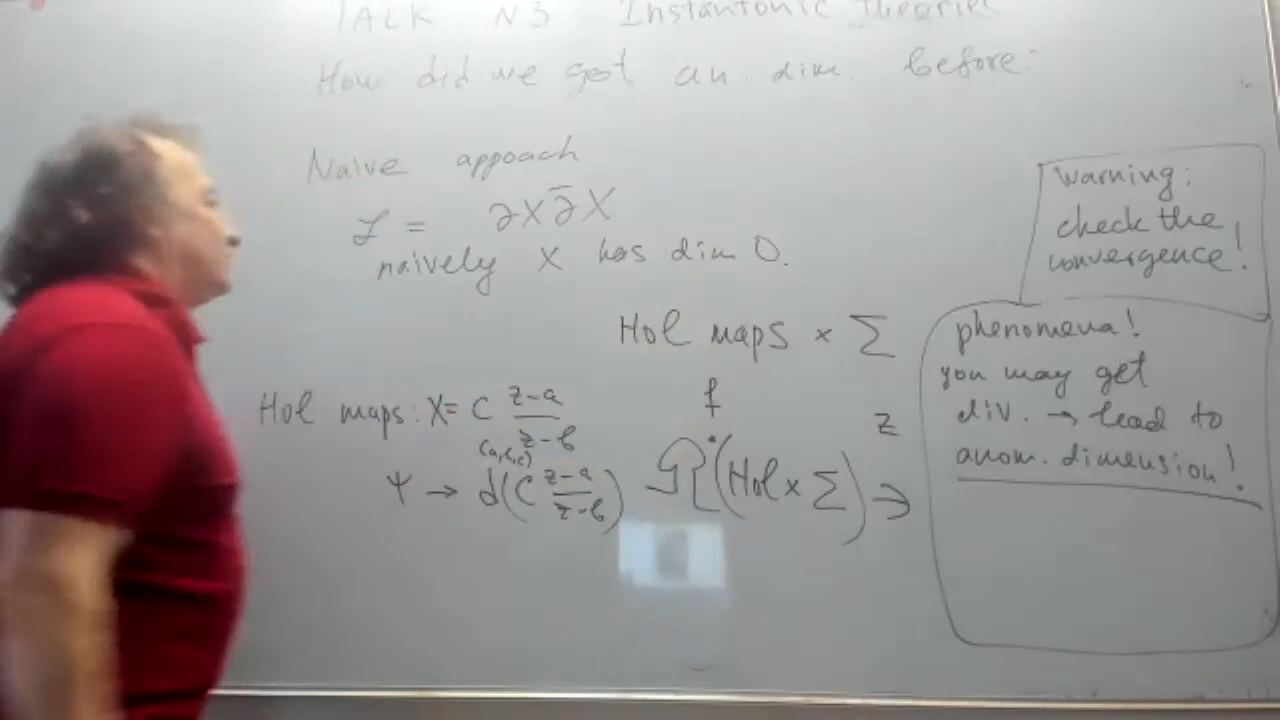 TALK N3 Instantonic Theories
How did we get an. dim. before:
Naive appoach
ℒ = ∂X∂̄X
naively X has dim 0.
Hol maps × Σ
f
z
Hol maps: X = C (z-a)/(z-b)
(a,b,c)
Ψ → d(C (z-a)/(z-b))
Ω˙(Hol × Σ) ∋
warning:
check the
convergence!
phenomena!
you may get
div. → lead to
anom. dimension!